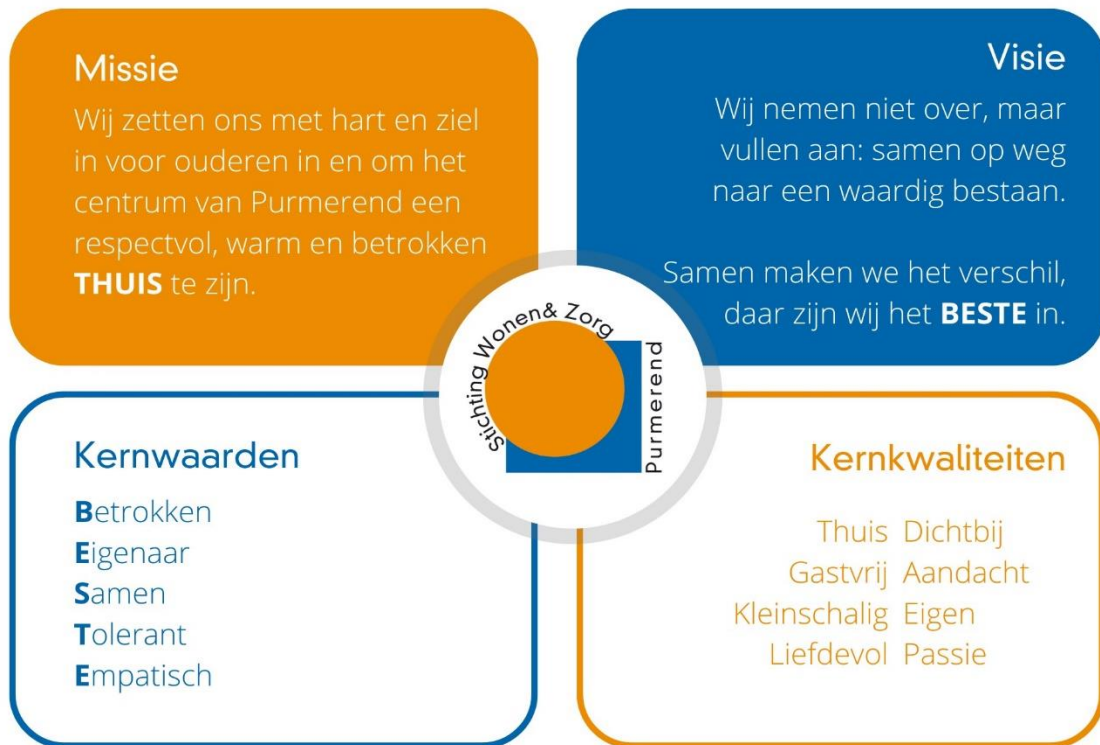 Missie
Wij zetten ons met hart en ziel
in voor ouderen in en om het
centrum van Purmerend een
respectvol, warm en betrokken
THUIS te zijn.
Visie
Wij nemen niet over, maar
vullen aan: samen op weg
naar een waardig bestaan.
Samen maken we het verschil,
daar zijn wij het BESTE in.
Stichting Wonen& Zorg
Purmerend
Kernwaarden
Betrokken
Eigenaar
Samen
Tolerant
Empatisch
Kernkwaliteiten
Thuis Dichtbij
Gastvrij Aandacht
Kleinschalig Eigen
Liefdevol Passie